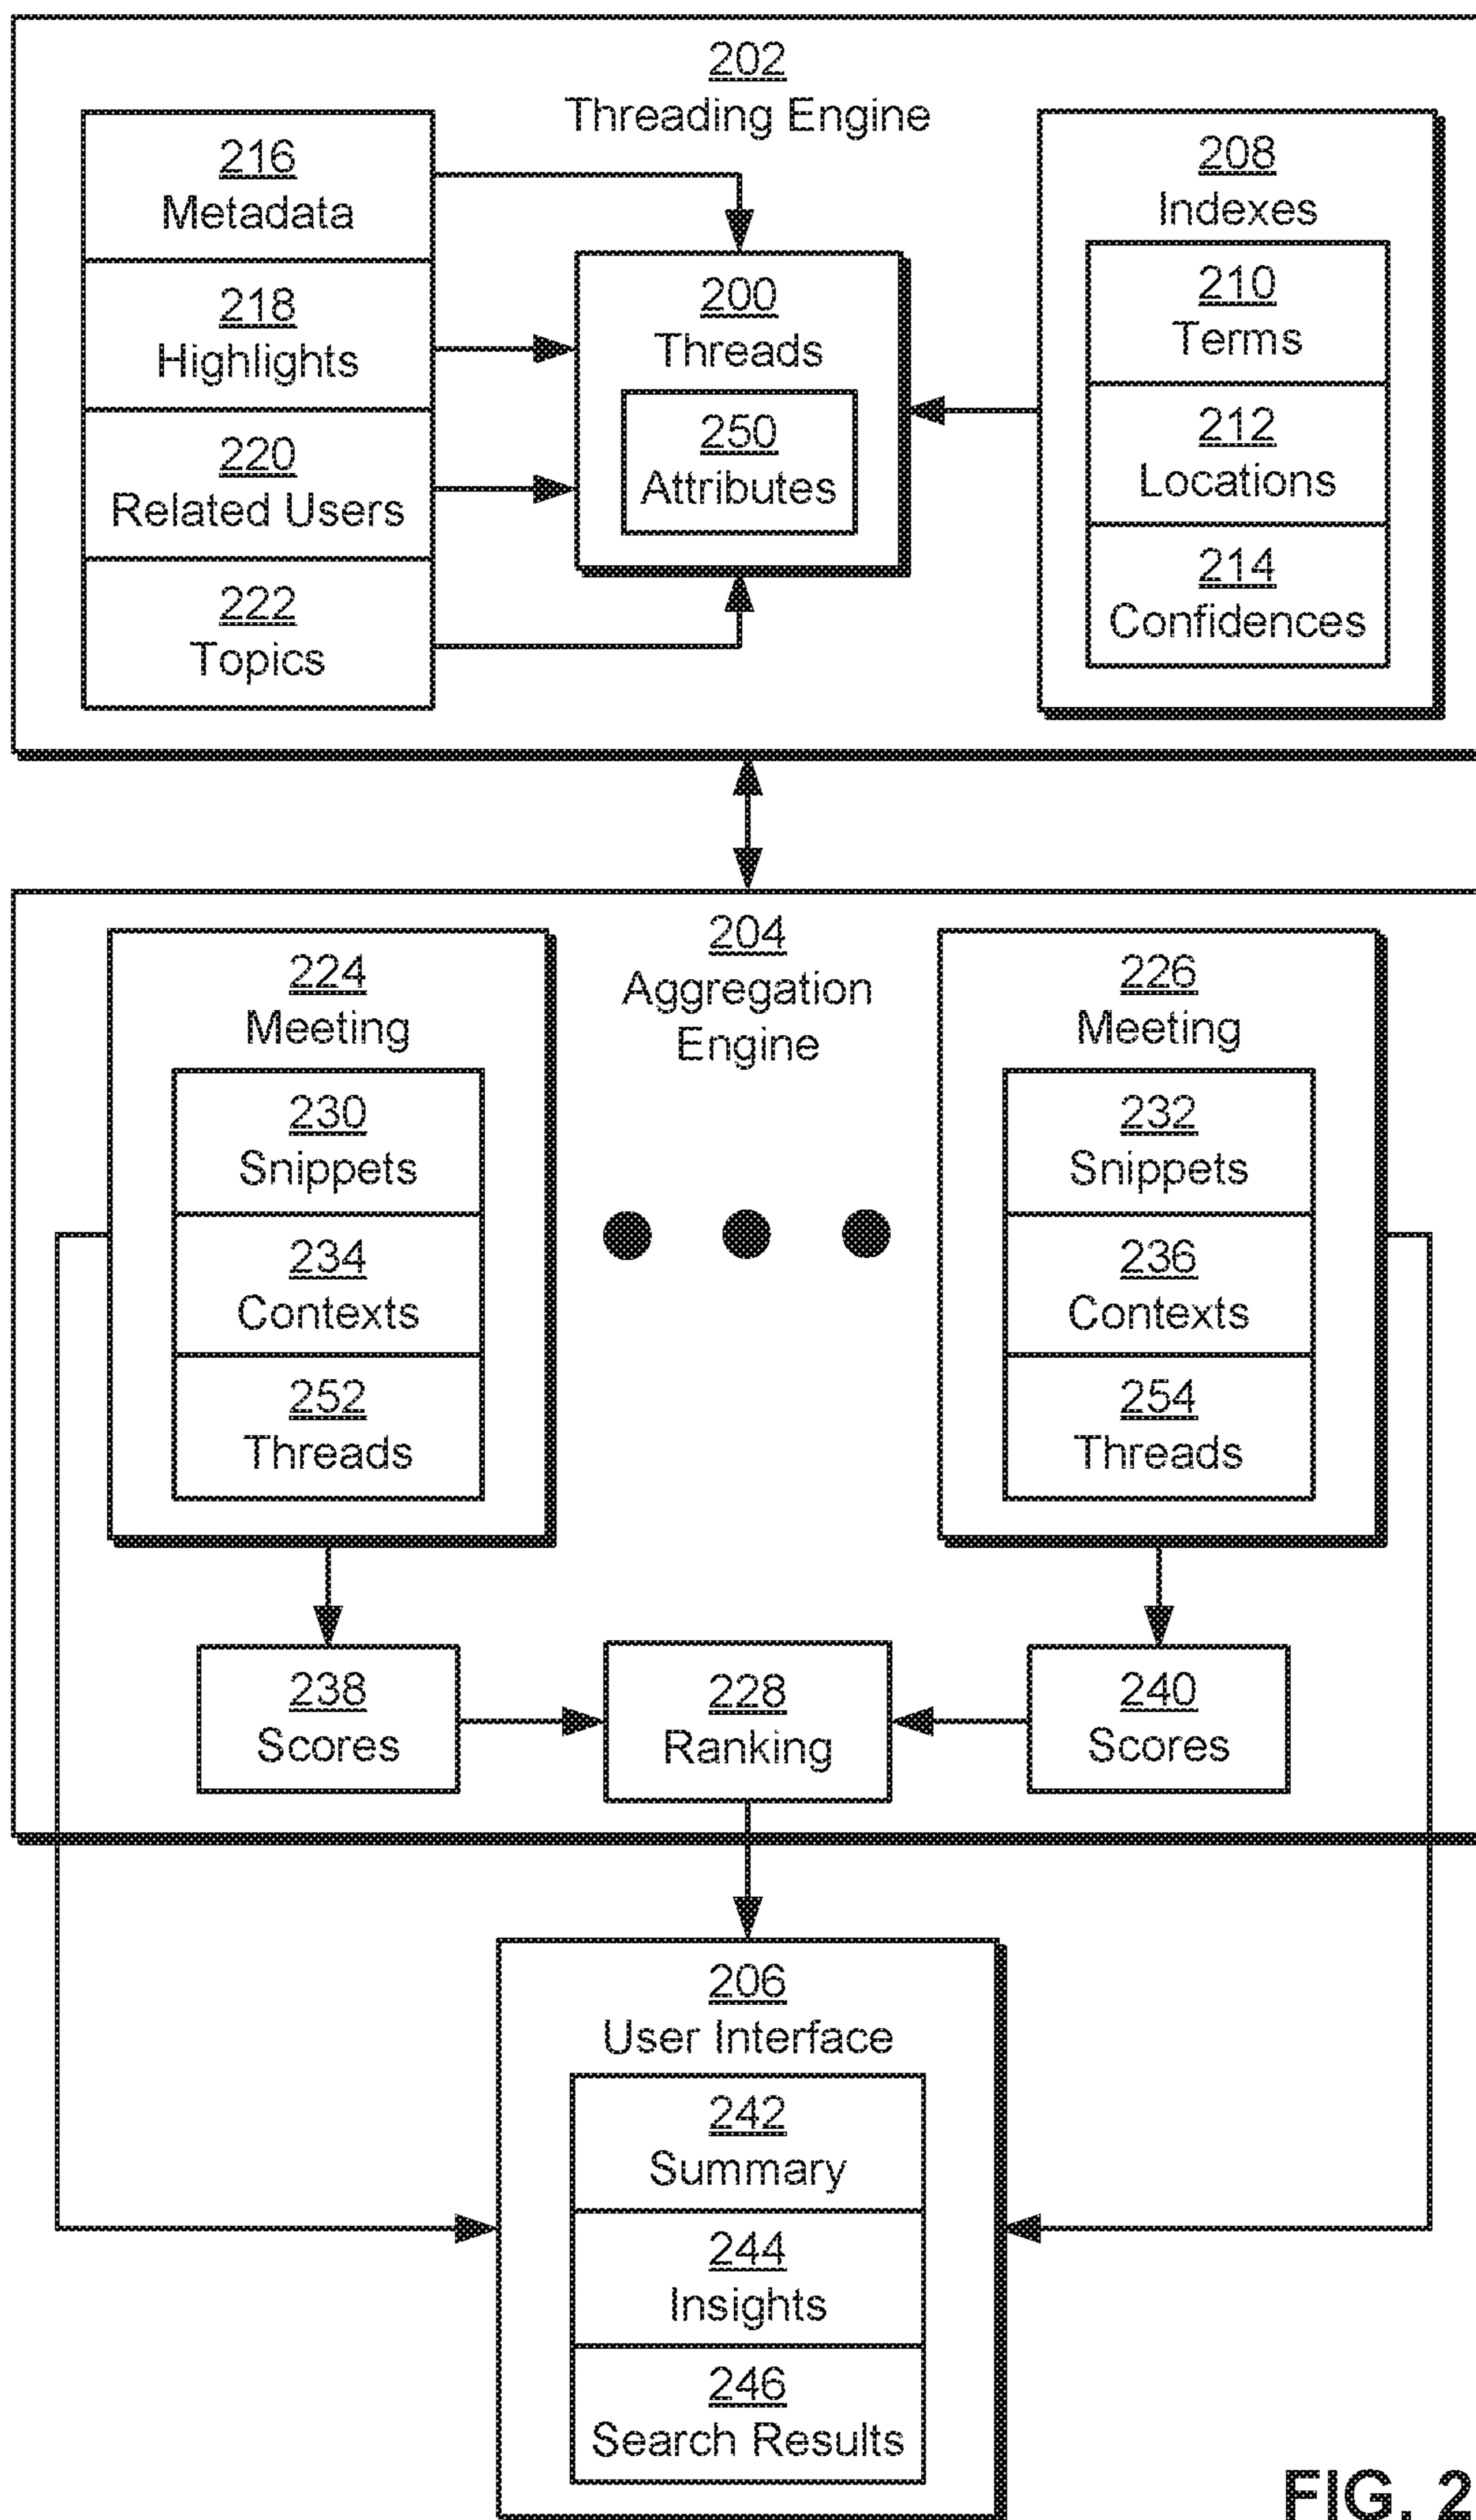 202
Threading Engine
216
Metadata
218
Highlights
220
Related Users
222
Topics
200
Threads
250
Attributes
208
Indexes
210
Terms
212
Locations
214
Confidences
204
Aggregation
Engine
224
Meeting
230
Snippets
234
Contexts
252
Threads
226
Meeting
232
Snippets
236
Contexts
254
Threads
238
Scores
228
Ranking
240
Scores
206
User Interface
242
Summary
244
Insights
246
Search Results
FIG. 2